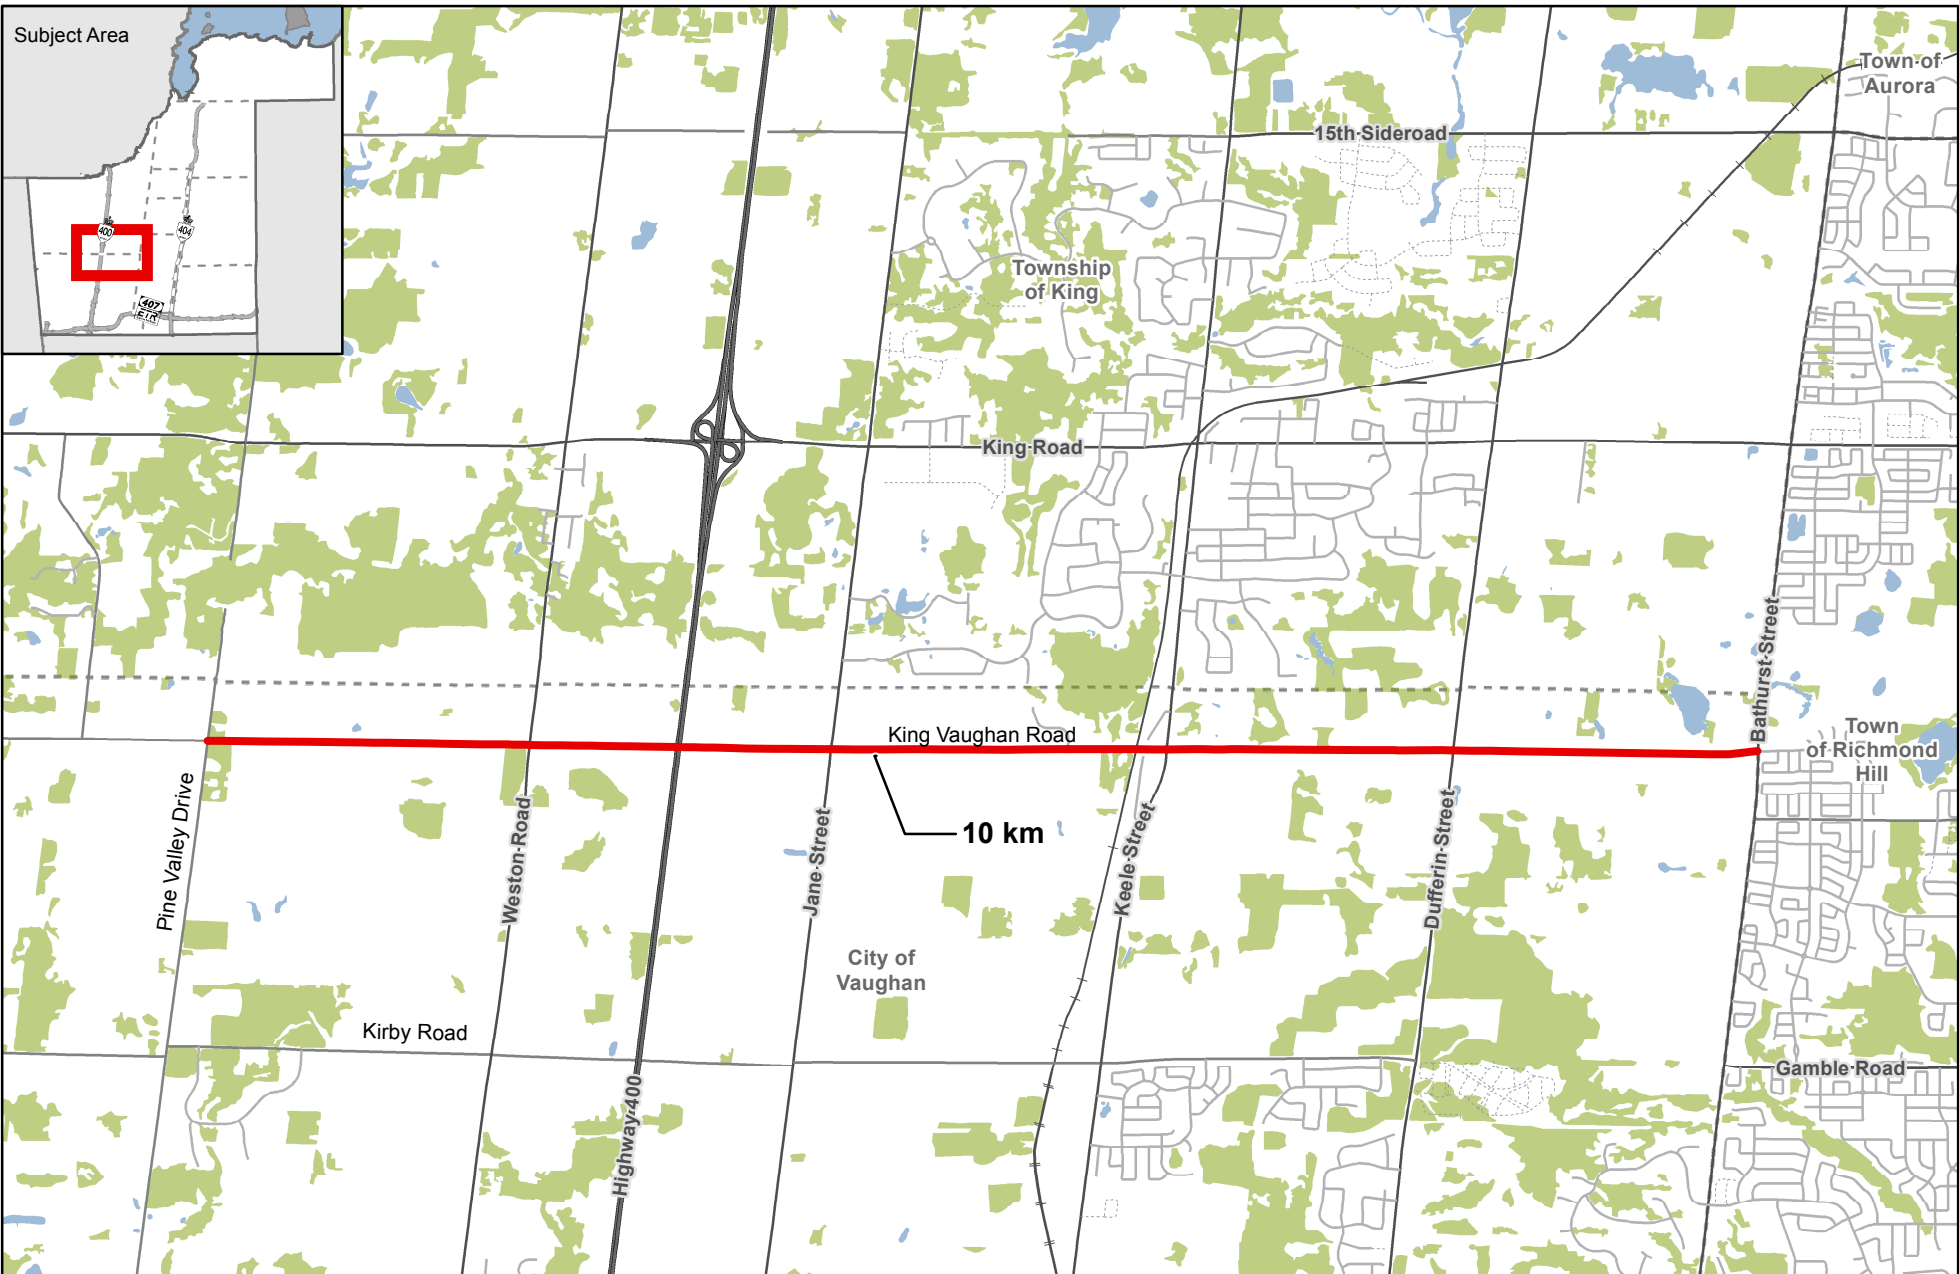 Subject Area
400
404
407
ETR
Town of
Aurora
15th Sideroad
Township
of King
King Road
Bathurst Street
King Vaughan Road
Town
of Richmond
Hill
10 km
Pine Valley Drive
Weston Road
Jane Street
Keele Street
Dufferin Street
City of
Vaughan
Kirby Road
Gamble Road
Highway 400